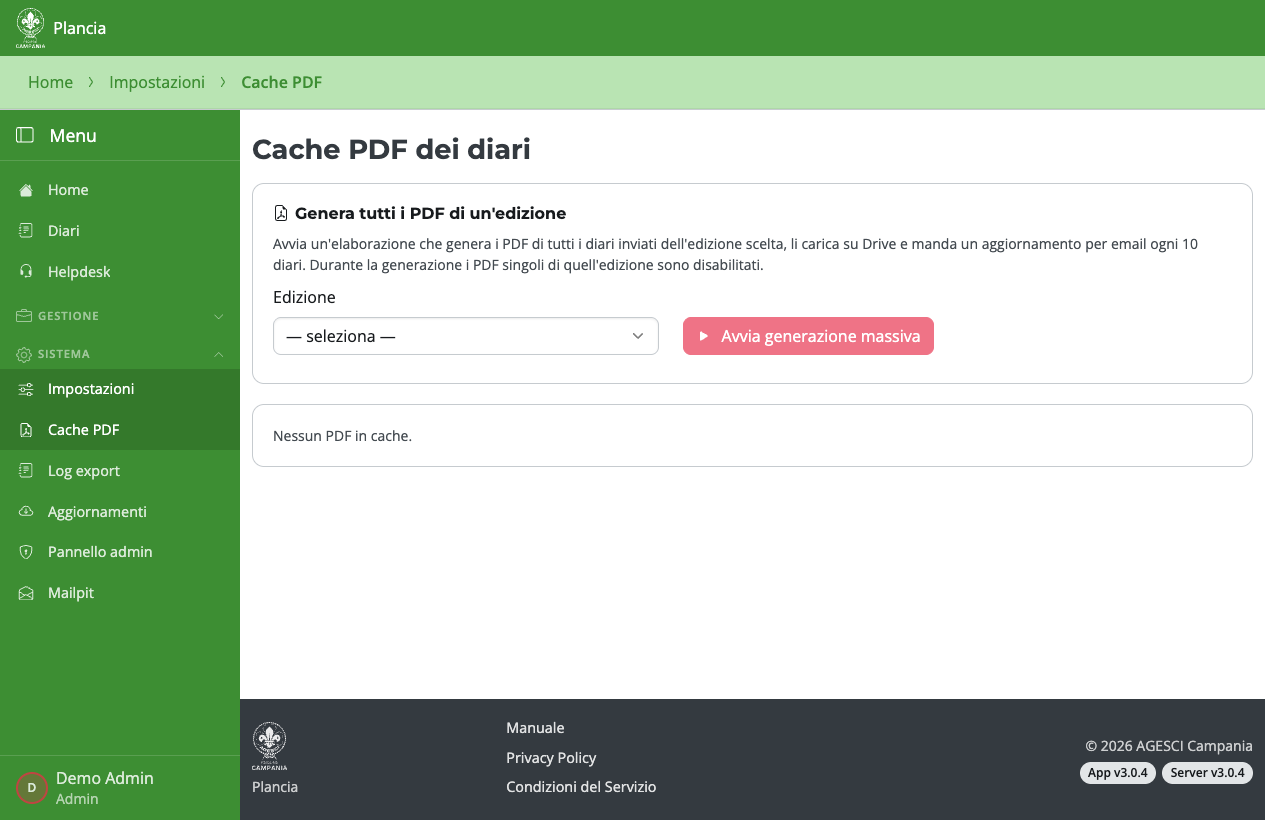 Plancia
CAMPANIA
Home
Impostazioni
Cache PDF
Menu
Home
Diari
Helpdesk
GESTIONE
SISTEMA
Impostazioni
Cache PDF
Log export
Aggiornamenti
Pannello admin
Mailpit
D
Demo Admin
Admin
Cache PDF dei diari
Genera tutti i PDF di un'edizione
Avvia un'elaborazione che genera i PDF di tutti i diari inviati dell'edizione scelta, li carica su Drive e manda un aggiornamento per email ogni 10
diari. Durante la generazione i PDF singoli di quell'edizione sono disabilitati.
Edizione
— seleziona —
Avvia generazione massiva
Nessun PDF in cache.
CAMPANIA
Plancia
Manuale
Privacy Policy
Condizioni del Servizio
© 2026 AGESCI Campania
App v3.0.4
Server v3.0.4